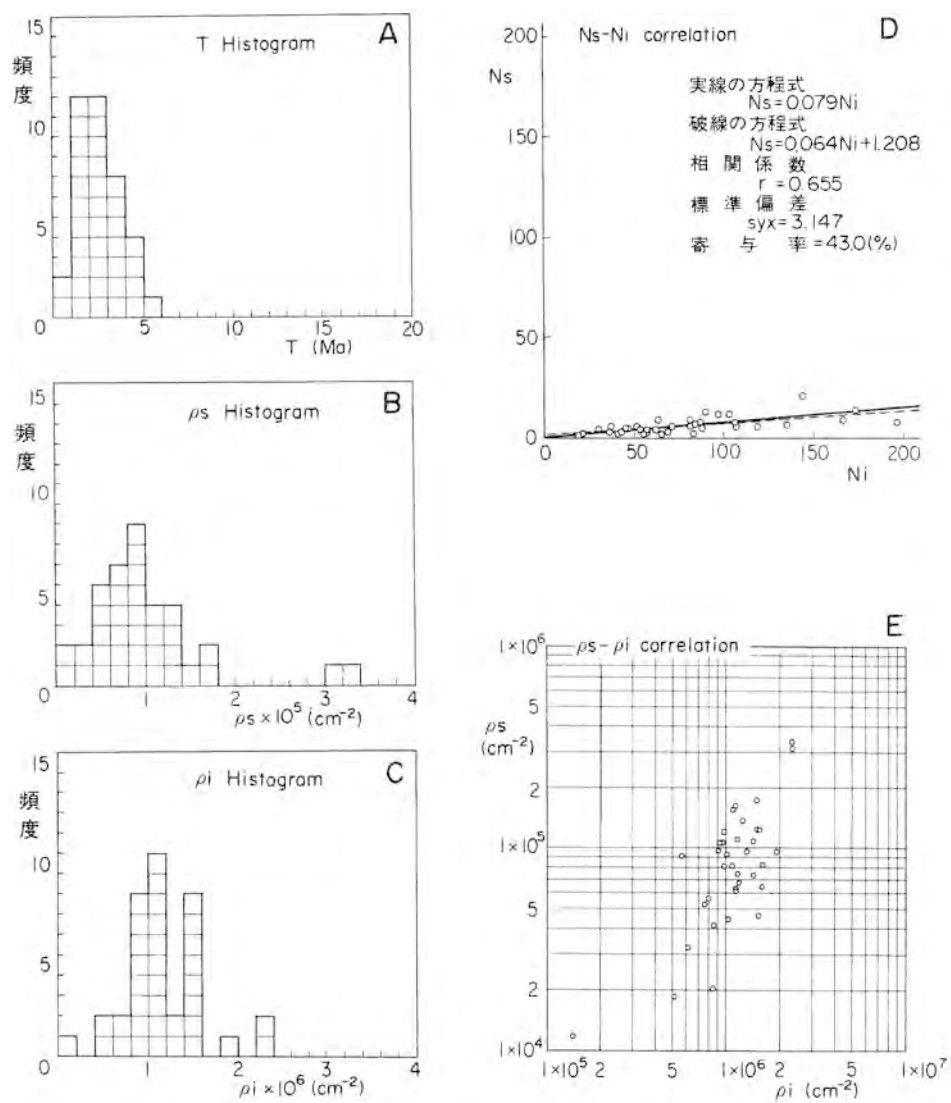 A
T Histogram
頻度
15
10
5
0
0 5 10 15 20
T (Ma)
B
ρs Histogram
頻度
15
10
5
0
1 2 3 4
ρs × 10⁵ (cm⁻²)
C
ρi Histogram
頻度
15
10
5
0
1 2 3 4
ρi × 10⁶ (cm⁻²)
D
Ns-Ni correlation
Ns
200
150
100
50
0
0 50 100 150 200
Ni
実線の方程式
Ns=0.079Ni
破線の方程式
Ns=0.064Ni+1.208
相関係数
r=0.655
標準偏差
syx=3.147
寄与率=43.0(%)
E
ρs-ρi correlation
ρs
(cm⁻²)
1×10⁶
5
2
1×10⁵
5
2
1×10⁴
1×10⁵ 2 5 1×10⁶ 2 5 1×10⁷
ρi (cm⁻²)